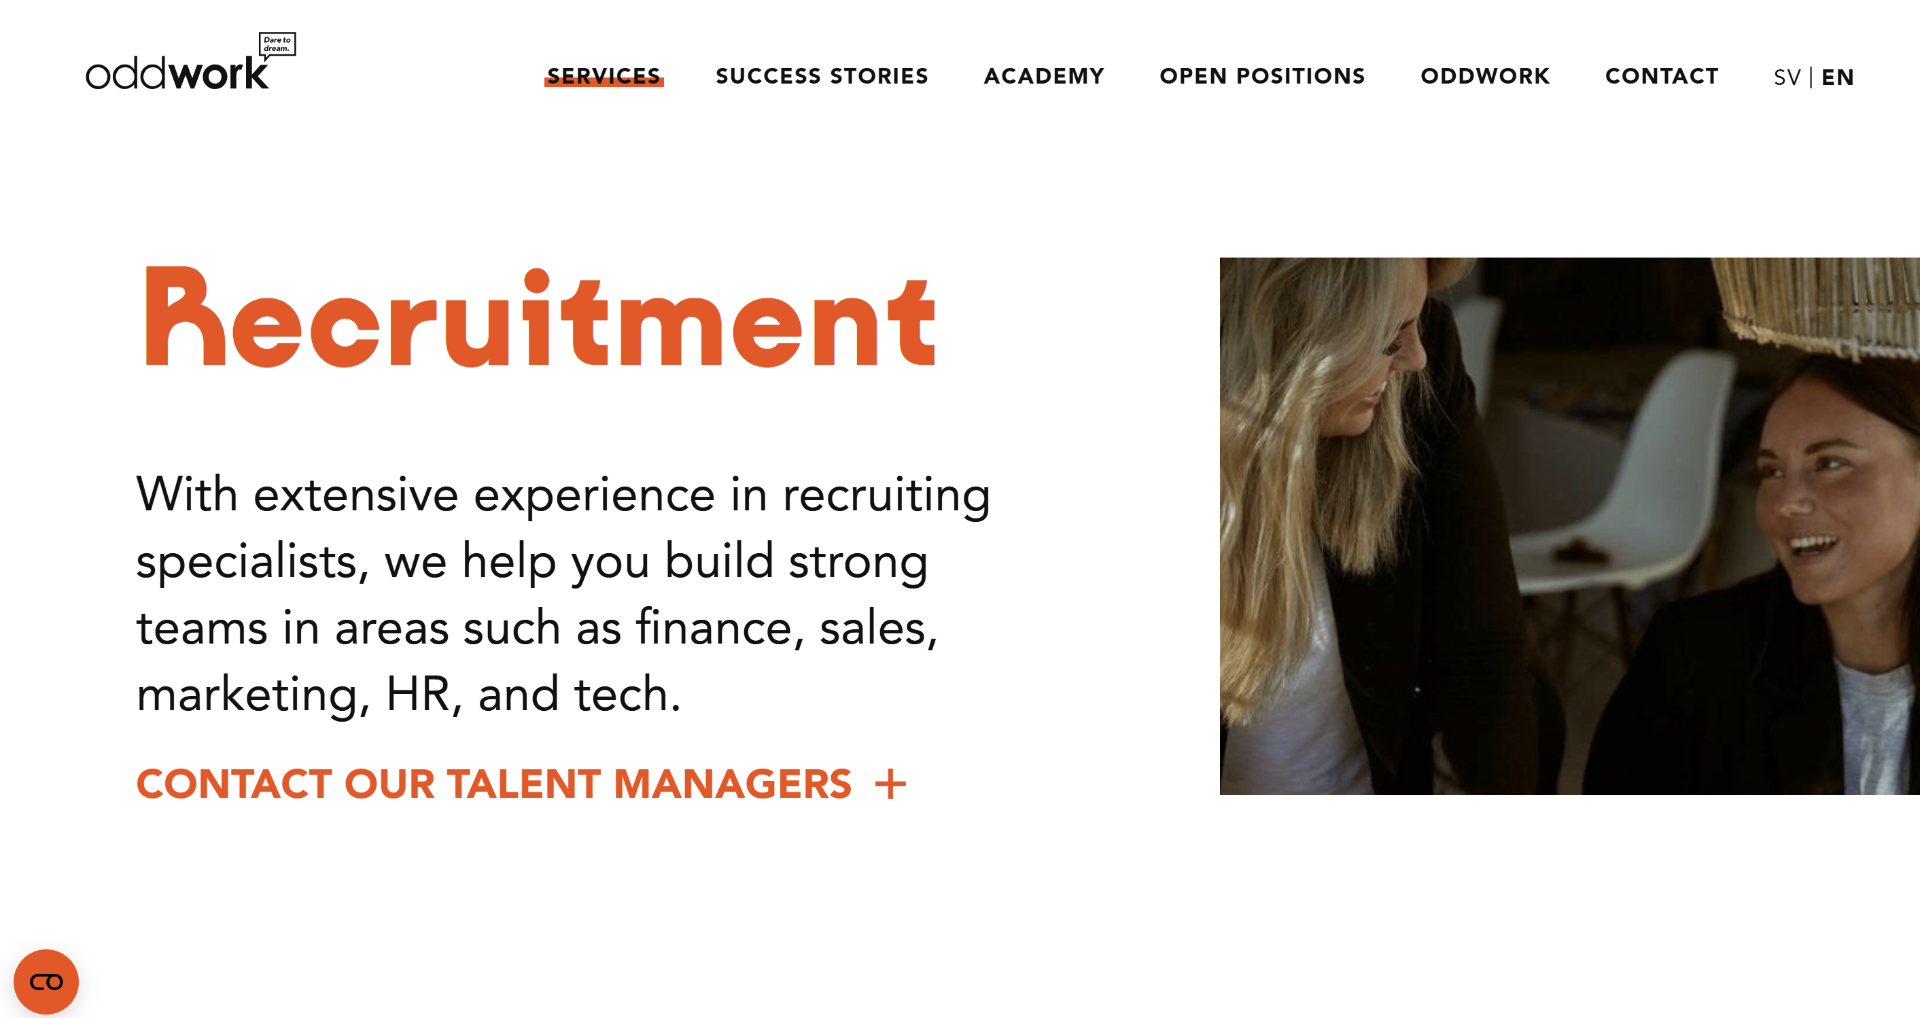 Dare to
dream.
oddwork
SERVICES
SUCCESS STORIES
ACADEMY
OPEN POSITIONS
ODDWORK
CONTACT
SV | EN
Recruitment
With extensive experience in recruiting
specialists, we help you build strong
teams in areas such as finance, sales,
marketing, HR, and tech.
CONTACT OUR TALENT MANAGERS +